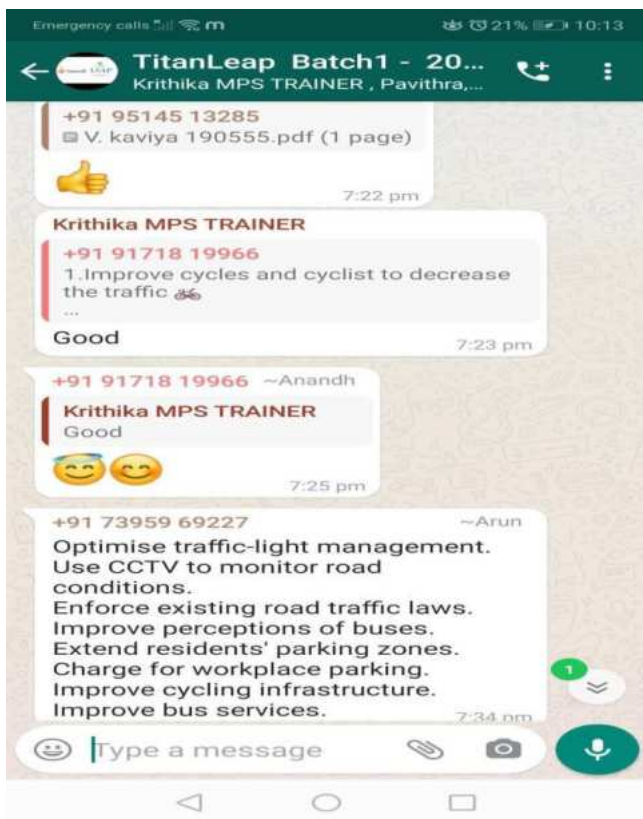 Emergency calls 21% 10:13
TitanLeap Batch1 - 20...
Krithika MPS TRAINER , Pavithra,...
+91 95145 13285
V. kaviya 190555.pdf (1 page)
7:22 pm
Krithika MPS TRAINER
+91 91718 19966
1.Improve cycles and cyclist to decrease
the traffic
...
Good
7:23 pm
+91 91718 19966 ~Anandh
Krithika MPS TRAINER
Good
7:25 pm
+91 73959 69227 ~Arun
Optimise traffic-light management.
Use CCTV to monitor road
conditions.
Enforce existing road traffic laws.
Improve perceptions of buses.
Extend residents' parking zones.
Charge for workplace parking.
Improve cycling infrastructure.
Improve bus services.
7:34 pm
1
Type a message